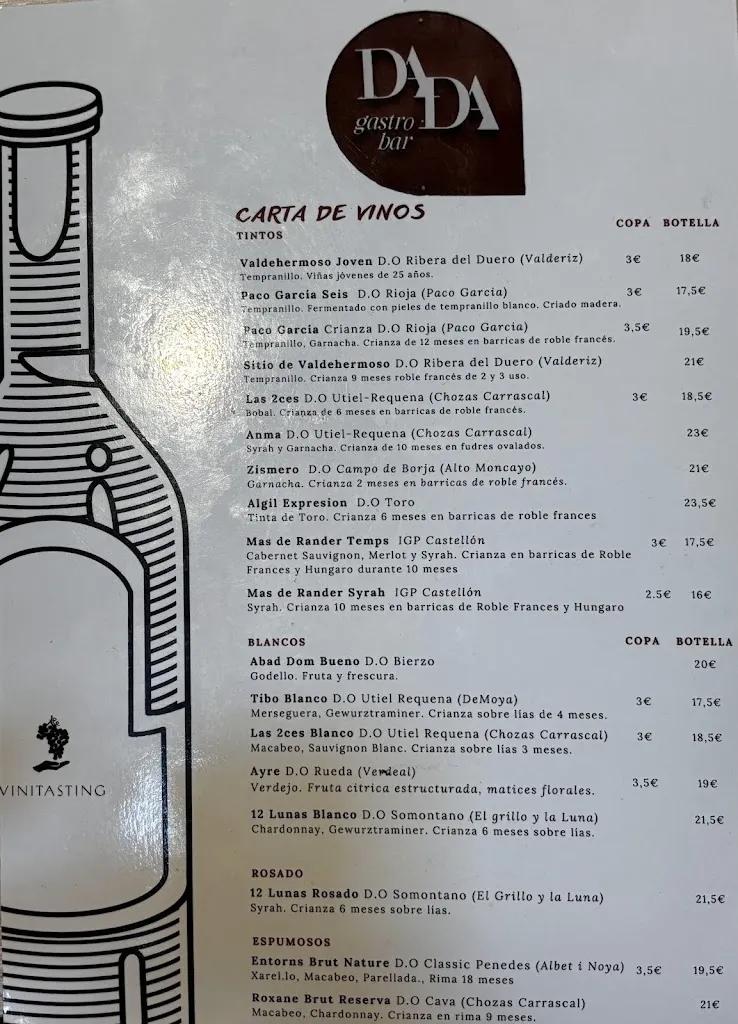 DADA
gastro
bar
CARTA DE VINOS
TINTOS COPA BOTELLA
Valdehermoso Joven D.O Ribera del Duero (Valderiz) 3€ 18€
Tempranillo. Viñas jóvenes de 25 años.
Paco García Seis D.O Rioja (Paco Garcia) 3€ 17,5€
Tempranillo. Fermentado con pieles de tempranillo blanco. Criado madera.
Paco García Crianza D.O Rioja (Paco Garcia) 3,5€ 19,5€
Tempranillo, Garnacha. Crianza de 12 meses en barricas de roble francés.
Sitio de Valdehermoso D.O Ribera del Duero (Valderiz) 21€
Tempranillo. Crianza 9 meses roble francés de 2 y 3 uso.
Las 2ces D.O Utiel-Requena (Chozas Carrascal) 3€ 18,5€
Bobal. Crianza de 6 meses en barricas de roble francés.
Anma D.O Utiel-Requena (Chozas Carrascal) 23€
Syrah y Garnacha. Crianza de 10 meses en fudres ovalados.
Zismero D.O Campo de Borja (Alto Moncayo) 21€
Garnacha. Crianza 2 meses en barricas de roble francés.
Algil Expresion D.O Toro 23,5€
Tinta de Toro. Crianza 6 meses en barricas de roble frances
Mas de Rander Temps IGP Castellón 3€ 17,5€
Cabernet Sauvignon, Merlot y Syrah. Crianza en barricas de Roble
Frances y Hungaro durante 10 meses
Mas de Rander Syrah IGP Castellón 2.5€ 16€
Syrah. Crianza 10 meses en barricas de Roble Frances y Hungaro
BLANCOS COPA BOTELLA
Abad Dom Bueno D.O Bierzo 20€
Godello. Fruta y frescura.
Tibo Blanco D.O Utiel Requena (DeMoya) 3€ 17,5€
Merseguera, Gewurztraminer. Crianza sobre lías de 4 meses.
Las 2ces Blanco D.O Utiel Requena (Chozas Carrascal) 3€ 18,5€
Macabeo, Sauvignon Blanc. Crianza sobre lías 3 meses.
Ayre D.O Rueda (Verdeal) 3,5€ 19€
Verdejo. Fruta citrica estructurada, matices florales.
12 Lunas Blanco D.O Somontano (El grillo y la Luna) 21,5€
Chardonnay, Gewurztraminer. Crianza 6 meses sobre lías.
ROSADO
12 Lunas Rosado D.O Somontano (El Grillo y la Luna) 21,5€
Syrah. Crianza 6 meses sobre lías.
ESPUMOSOS
Entorns Brut Nature D.O Classic Penedes (Albet i Noya) 3,5€ 19,5€
Xarel.lo, Macabeo, Parellada., Rima 18 meses
Roxane Brut Reserva D.O Cava (Chozas Carrascal) 21€
Macabeo, Chardonnay. Crianza en rima 9 meses.
VINITASTING